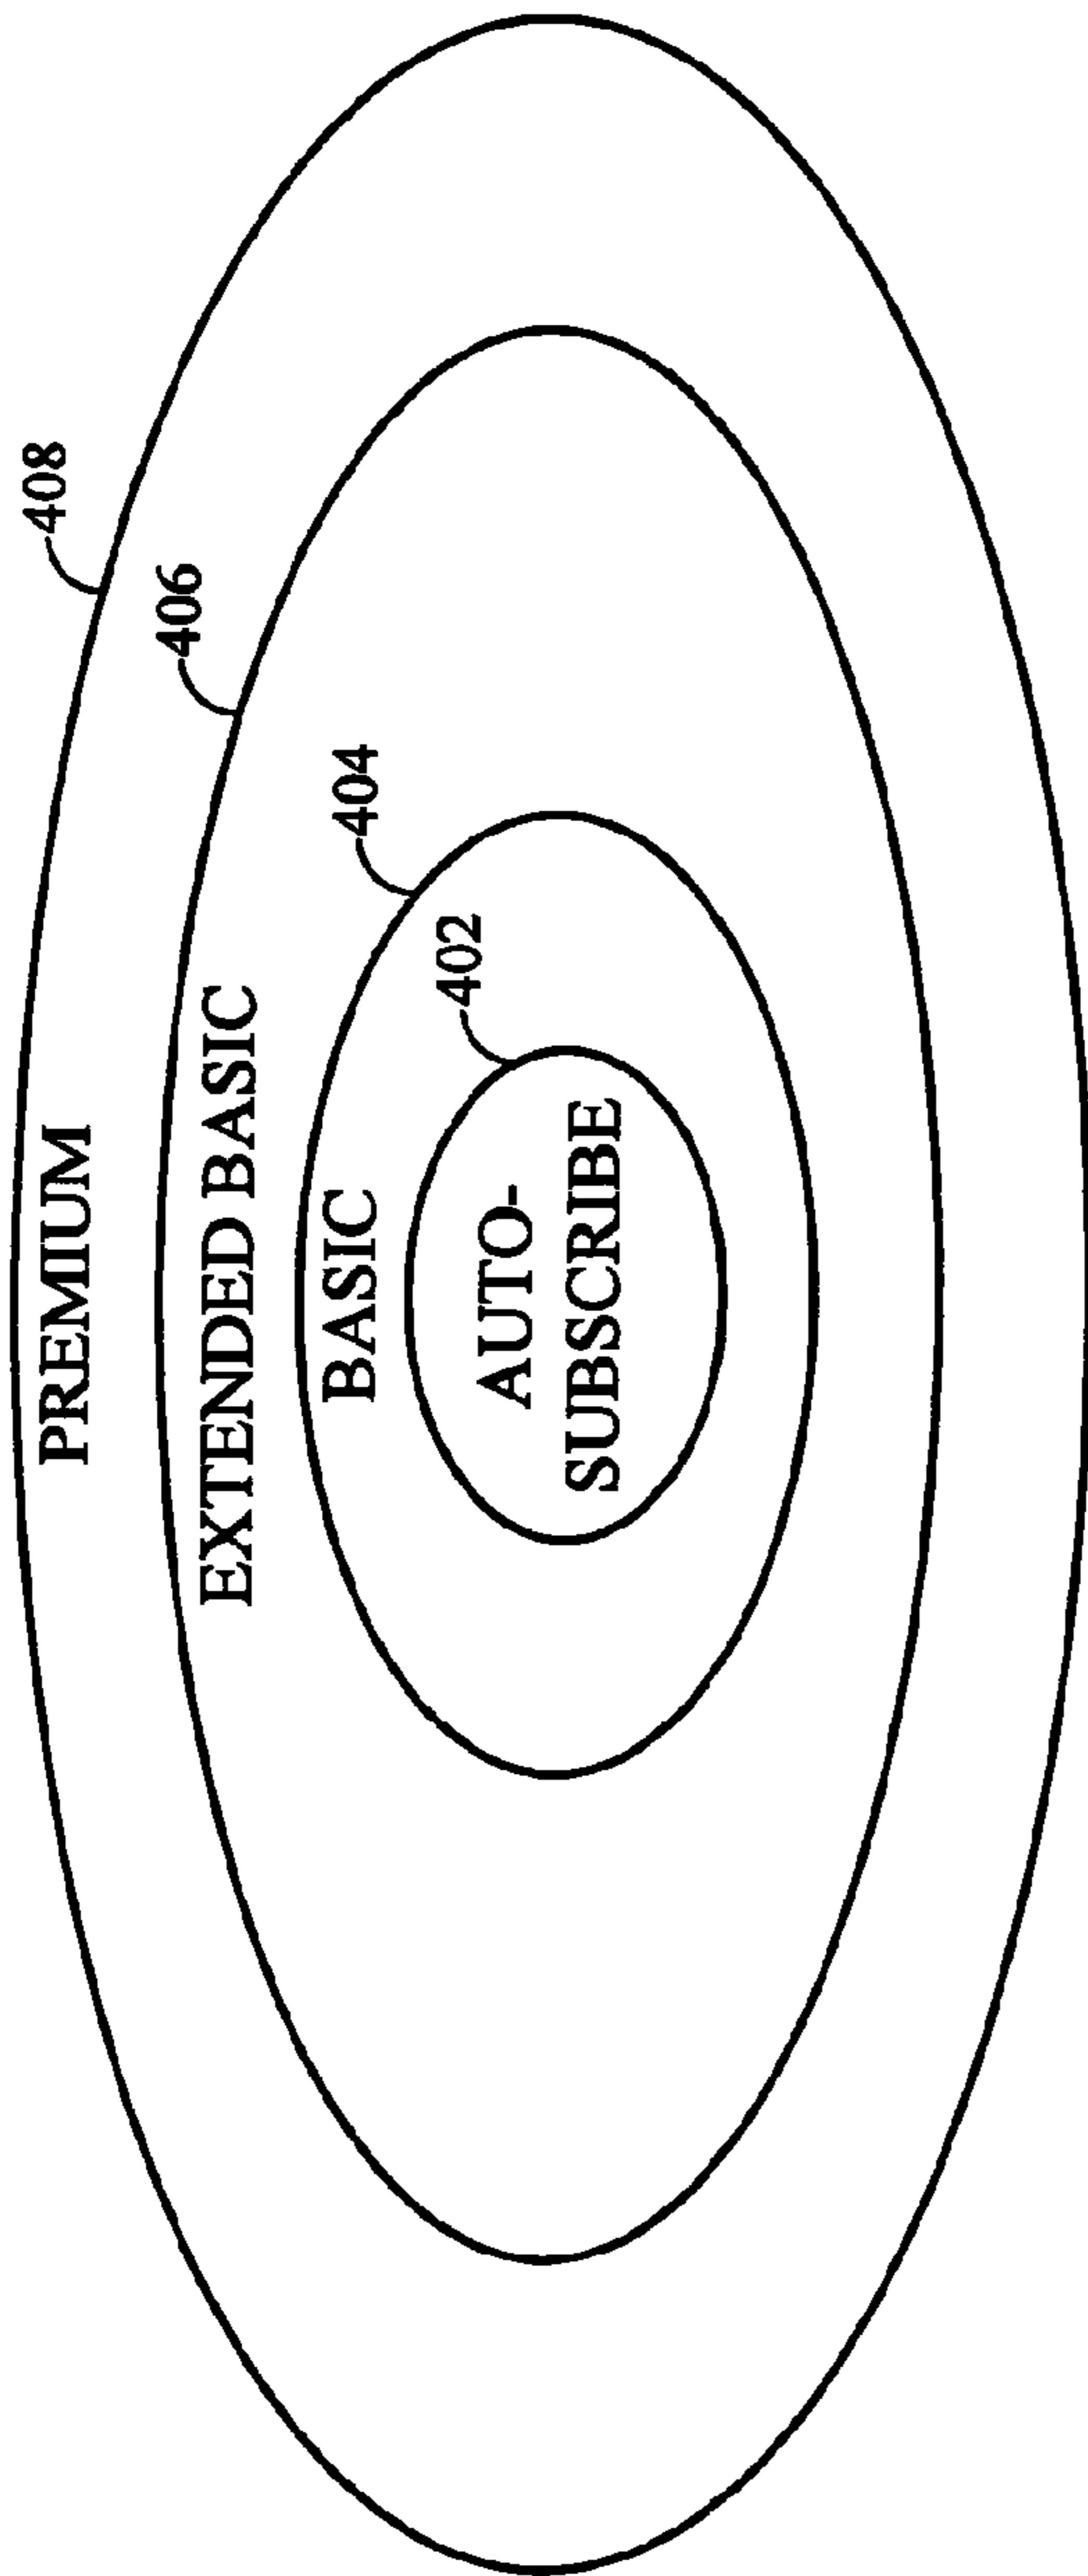 408
PREMIUM
406
EXTENDED BASIC
404
BASIC
402
AUTO-
SUBSCRIBE